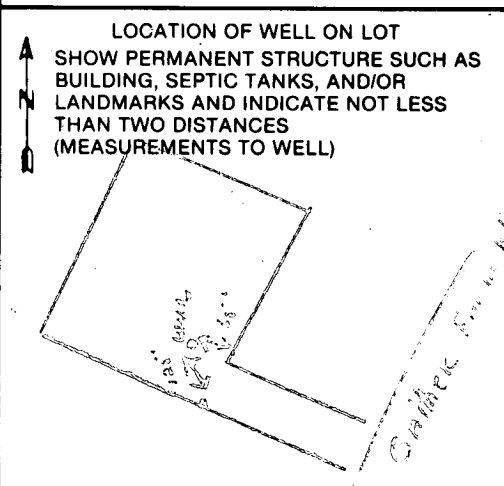 LOCATION OF WELL ON LOT
SHOW PERMANENT STRUCTURE SUCH AS
BUILDING, SEPTIC TANKS, AND/OR
N LANDMARKS AND INDICATE NOT LESS
THAN TWO DISTANCES
(MEASUREMENTS TO WELL)